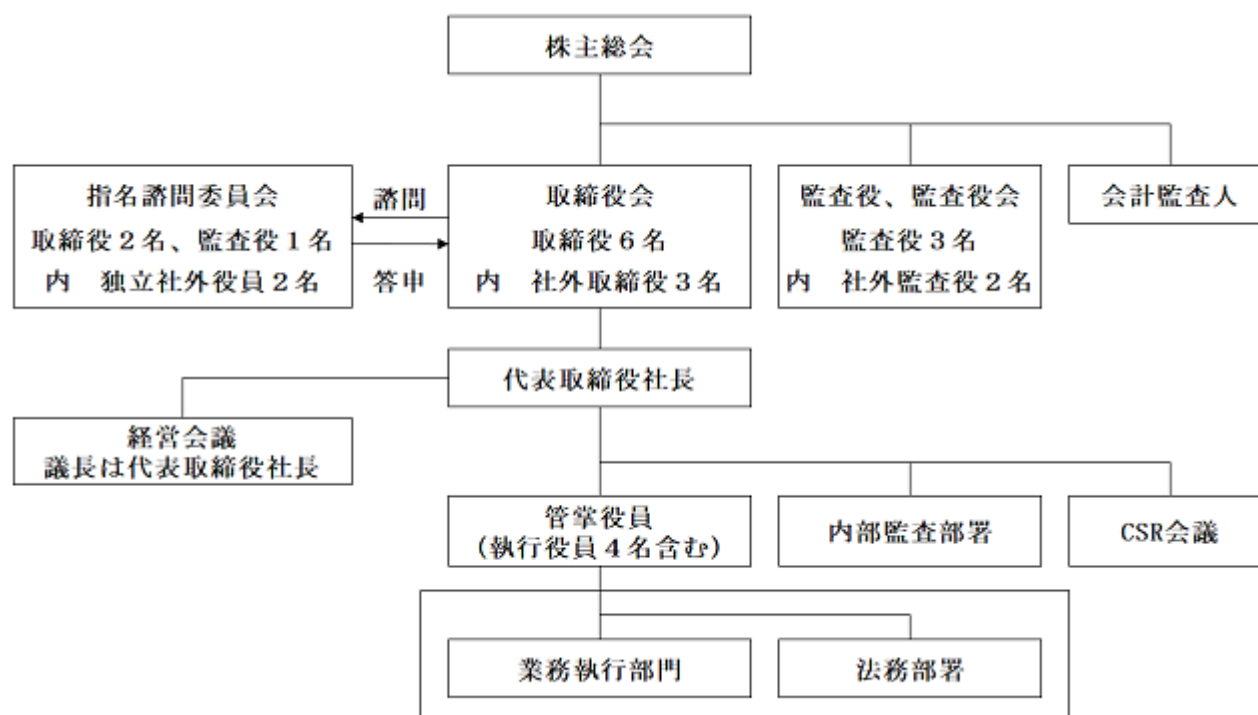 株主総会
指名諮問委員会
取締役２名、監査役１名
内　独立社外役員２名
諮問
答申
取締役会
取締役６名
内　社外取締役３名
監査役、監査役会
監査役３名
内　社外監査役２名
会計監査人
代表取締役社長
経営会議
議長は代表取締役社長
管掌役員
(執行役員４名含む)
内部監査部署
CSR会議
業務執行部門
法務部署